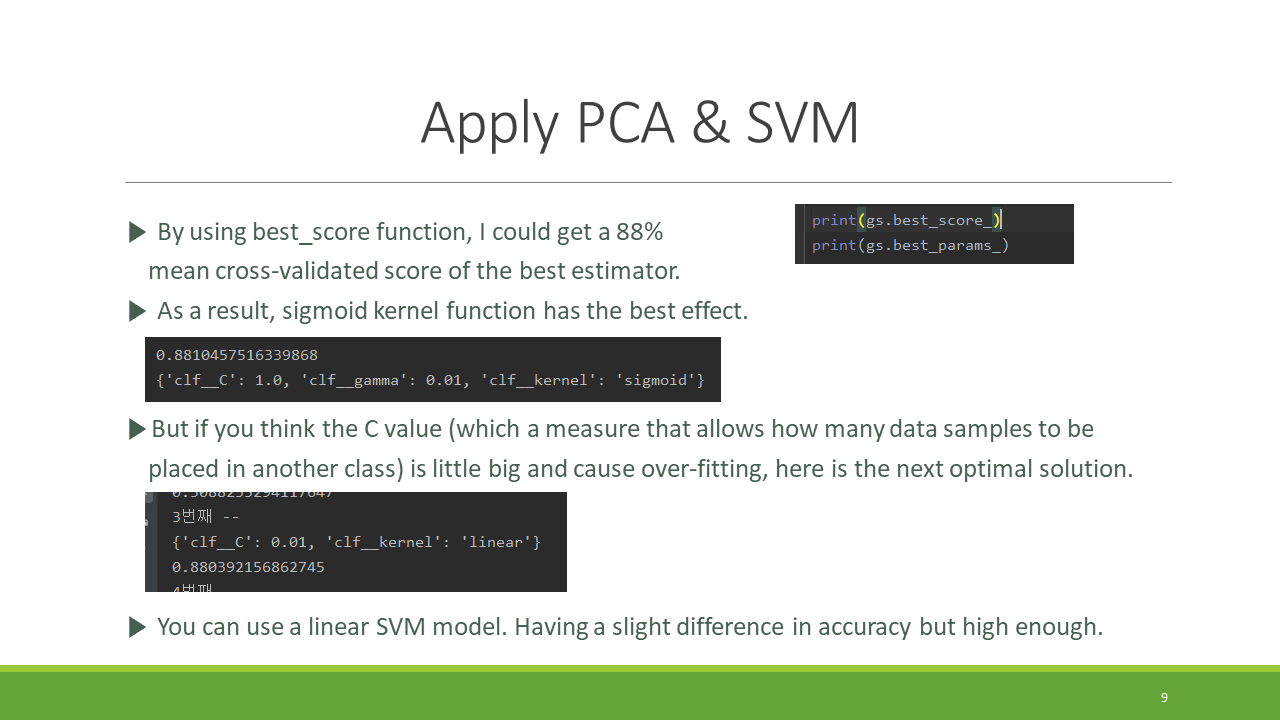 Apply PCA & SVM
▶ By using best_score function, I could get a 88%
mean cross-validated score of the best estimator.
print(gs.best_score_)
print(gs.best_params_)
▶ As a result, sigmoid kernel function has the best effect.
0.8810457516339868
{'clf__C': 1.0, 'clf__gamma': 0.01, 'clf__kernel': 'sigmoid'}
▶But if you think the C value (which a measure that allows how many data samples to be
placed in another class) is little big and cause over-fitting, here is the next optimal solution.
3번째 --
{'clf__C': 0.01, 'clf__kernel': 'linear'}
0.880392156862745
4번째
▶ You can use a linear SVM model. Having a slight difference in accuracy but high enough.
9